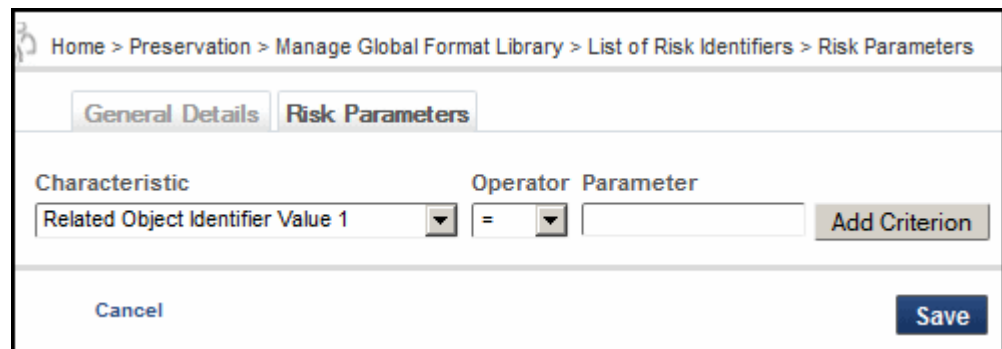 Home > Preservation > Manage Global Format Library > List of Risk Identifiers > Risk Parameters
General Details Risk Parameters
Characteristic Operator Parameter
Related Object Identifier Value 1 = Add Criterion
Cancel Save